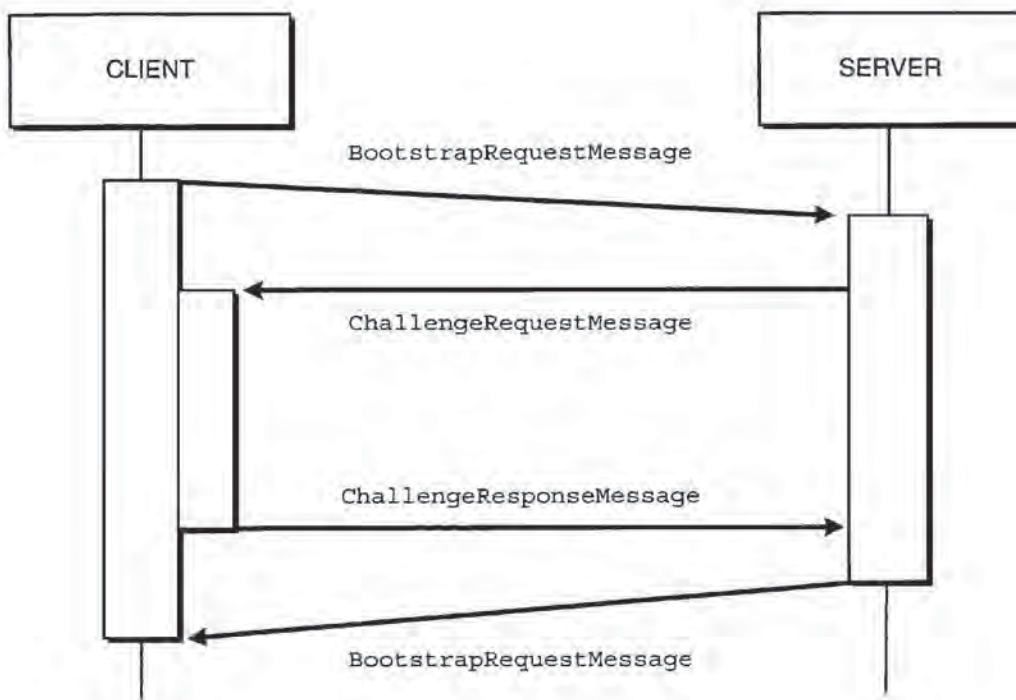 CLIENT
SERVER
BootstrapRequestMessage
ChallengeRequestMessage
ChallengeResponseMessage
BootstrapRequestMessage